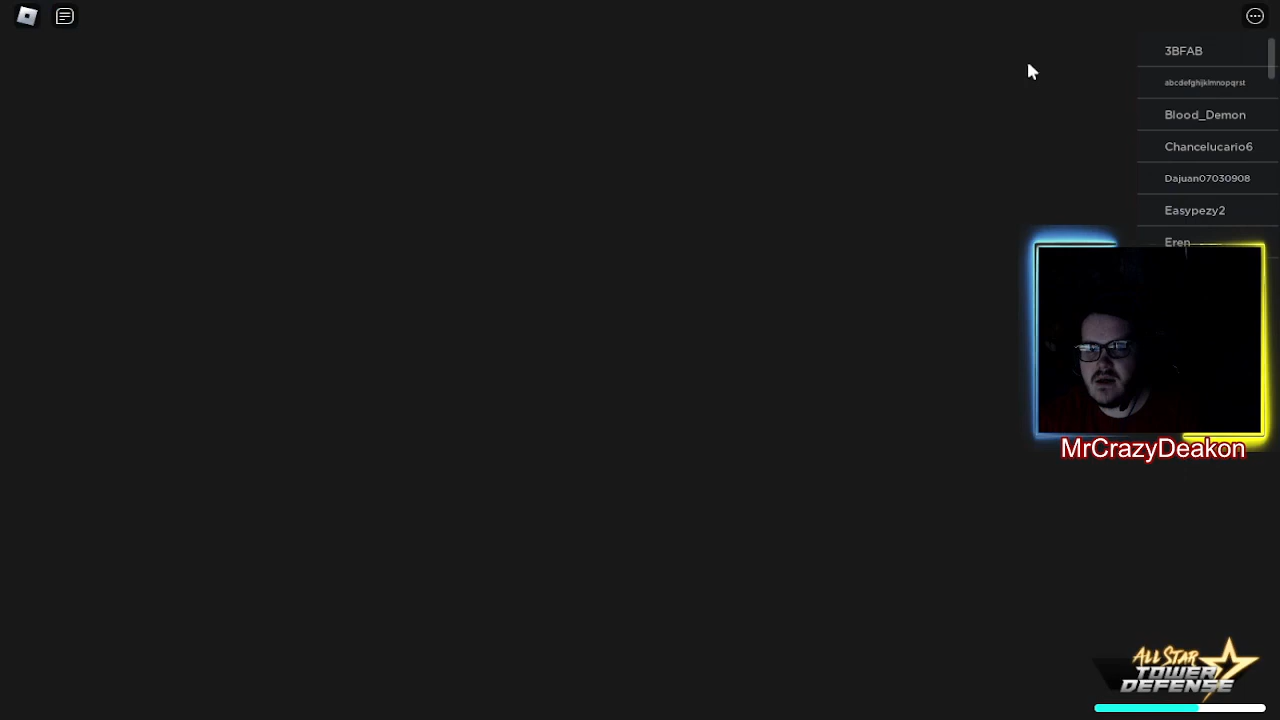 3BFAB
abcdefghijklmnopqrst
Blood_Demon
Chancelucario6
Dajuan07030908
Easypezy2
Eren
MrCrazyDeakon
ALL STAR
TOWER
DEFENSE